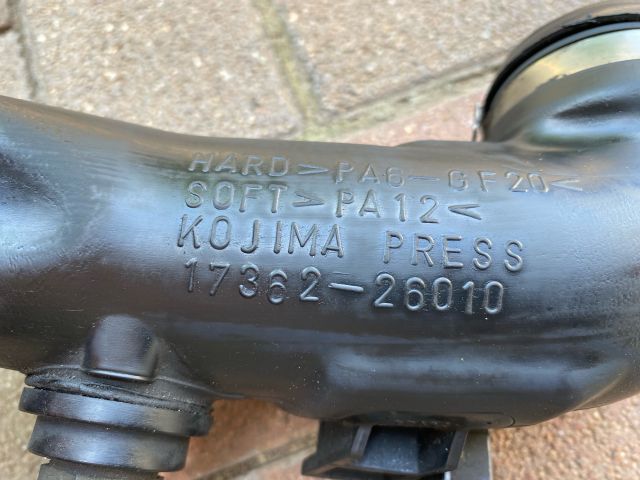 HARD>PA6-GF20<
SOFT>PA12<
KOJIMA PRESS
17362-26010